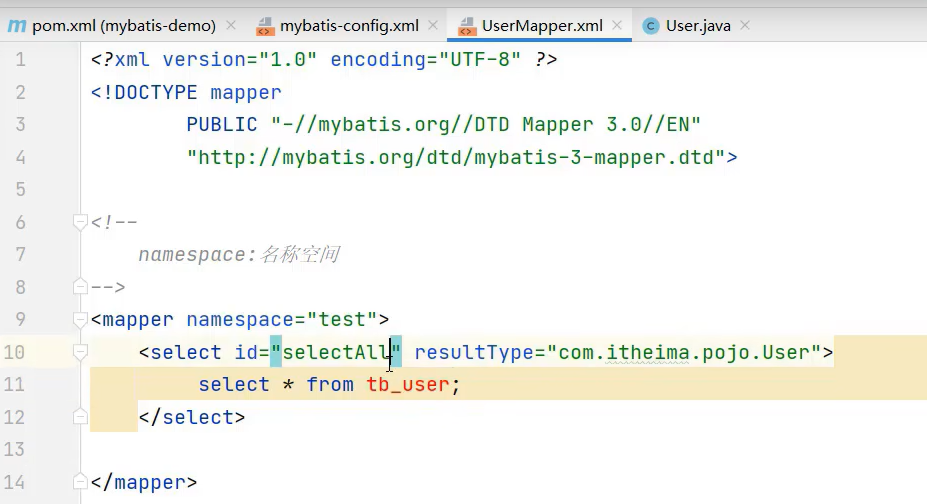 pom.xml (mybatis-demo) mybatis-config.xml UserMapper.xml User.java
1 <?xml version="1.0" encoding="UTF-8" ?>
2 <!DOCTYPE mapper
3 PUBLIC "-//mybatis.org//DTD Mapper 3.0//EN"
4 "http://mybatis.org/dtd/mybatis-3-mapper.dtd">
5
6 <!--
7 namespace:名称空间
8 -->
9 <mapper namespace="test">
10 <select id="selectAll" resultType="com.itheima.pojo.User">
11 select * from tb_user;
12 </select>
13
14 </mapper>